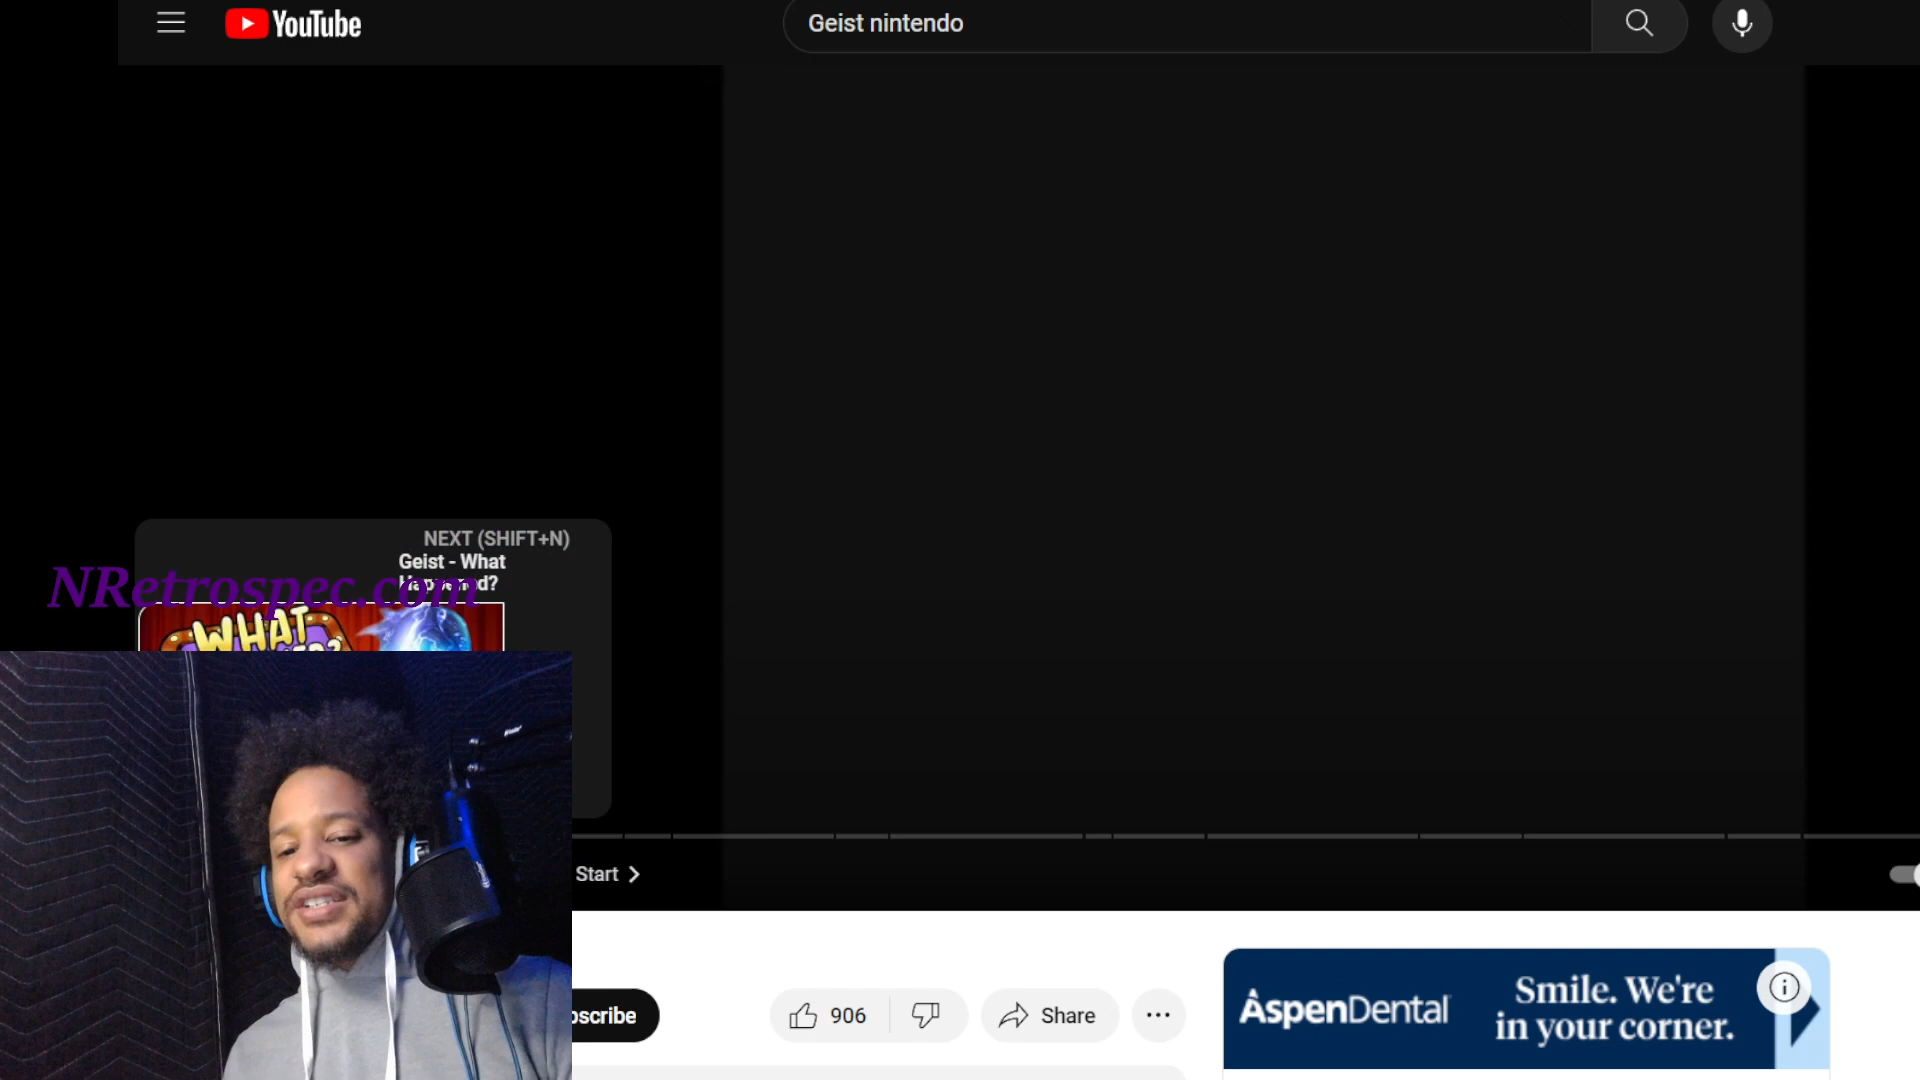 YouTube
Geist nintendo
NEXT (SHIFT+N)
Geist - What
Happened?
NRetrospec.com
WHAT
Start
906
Share
AspenDental
Smile. We're
in your corner.